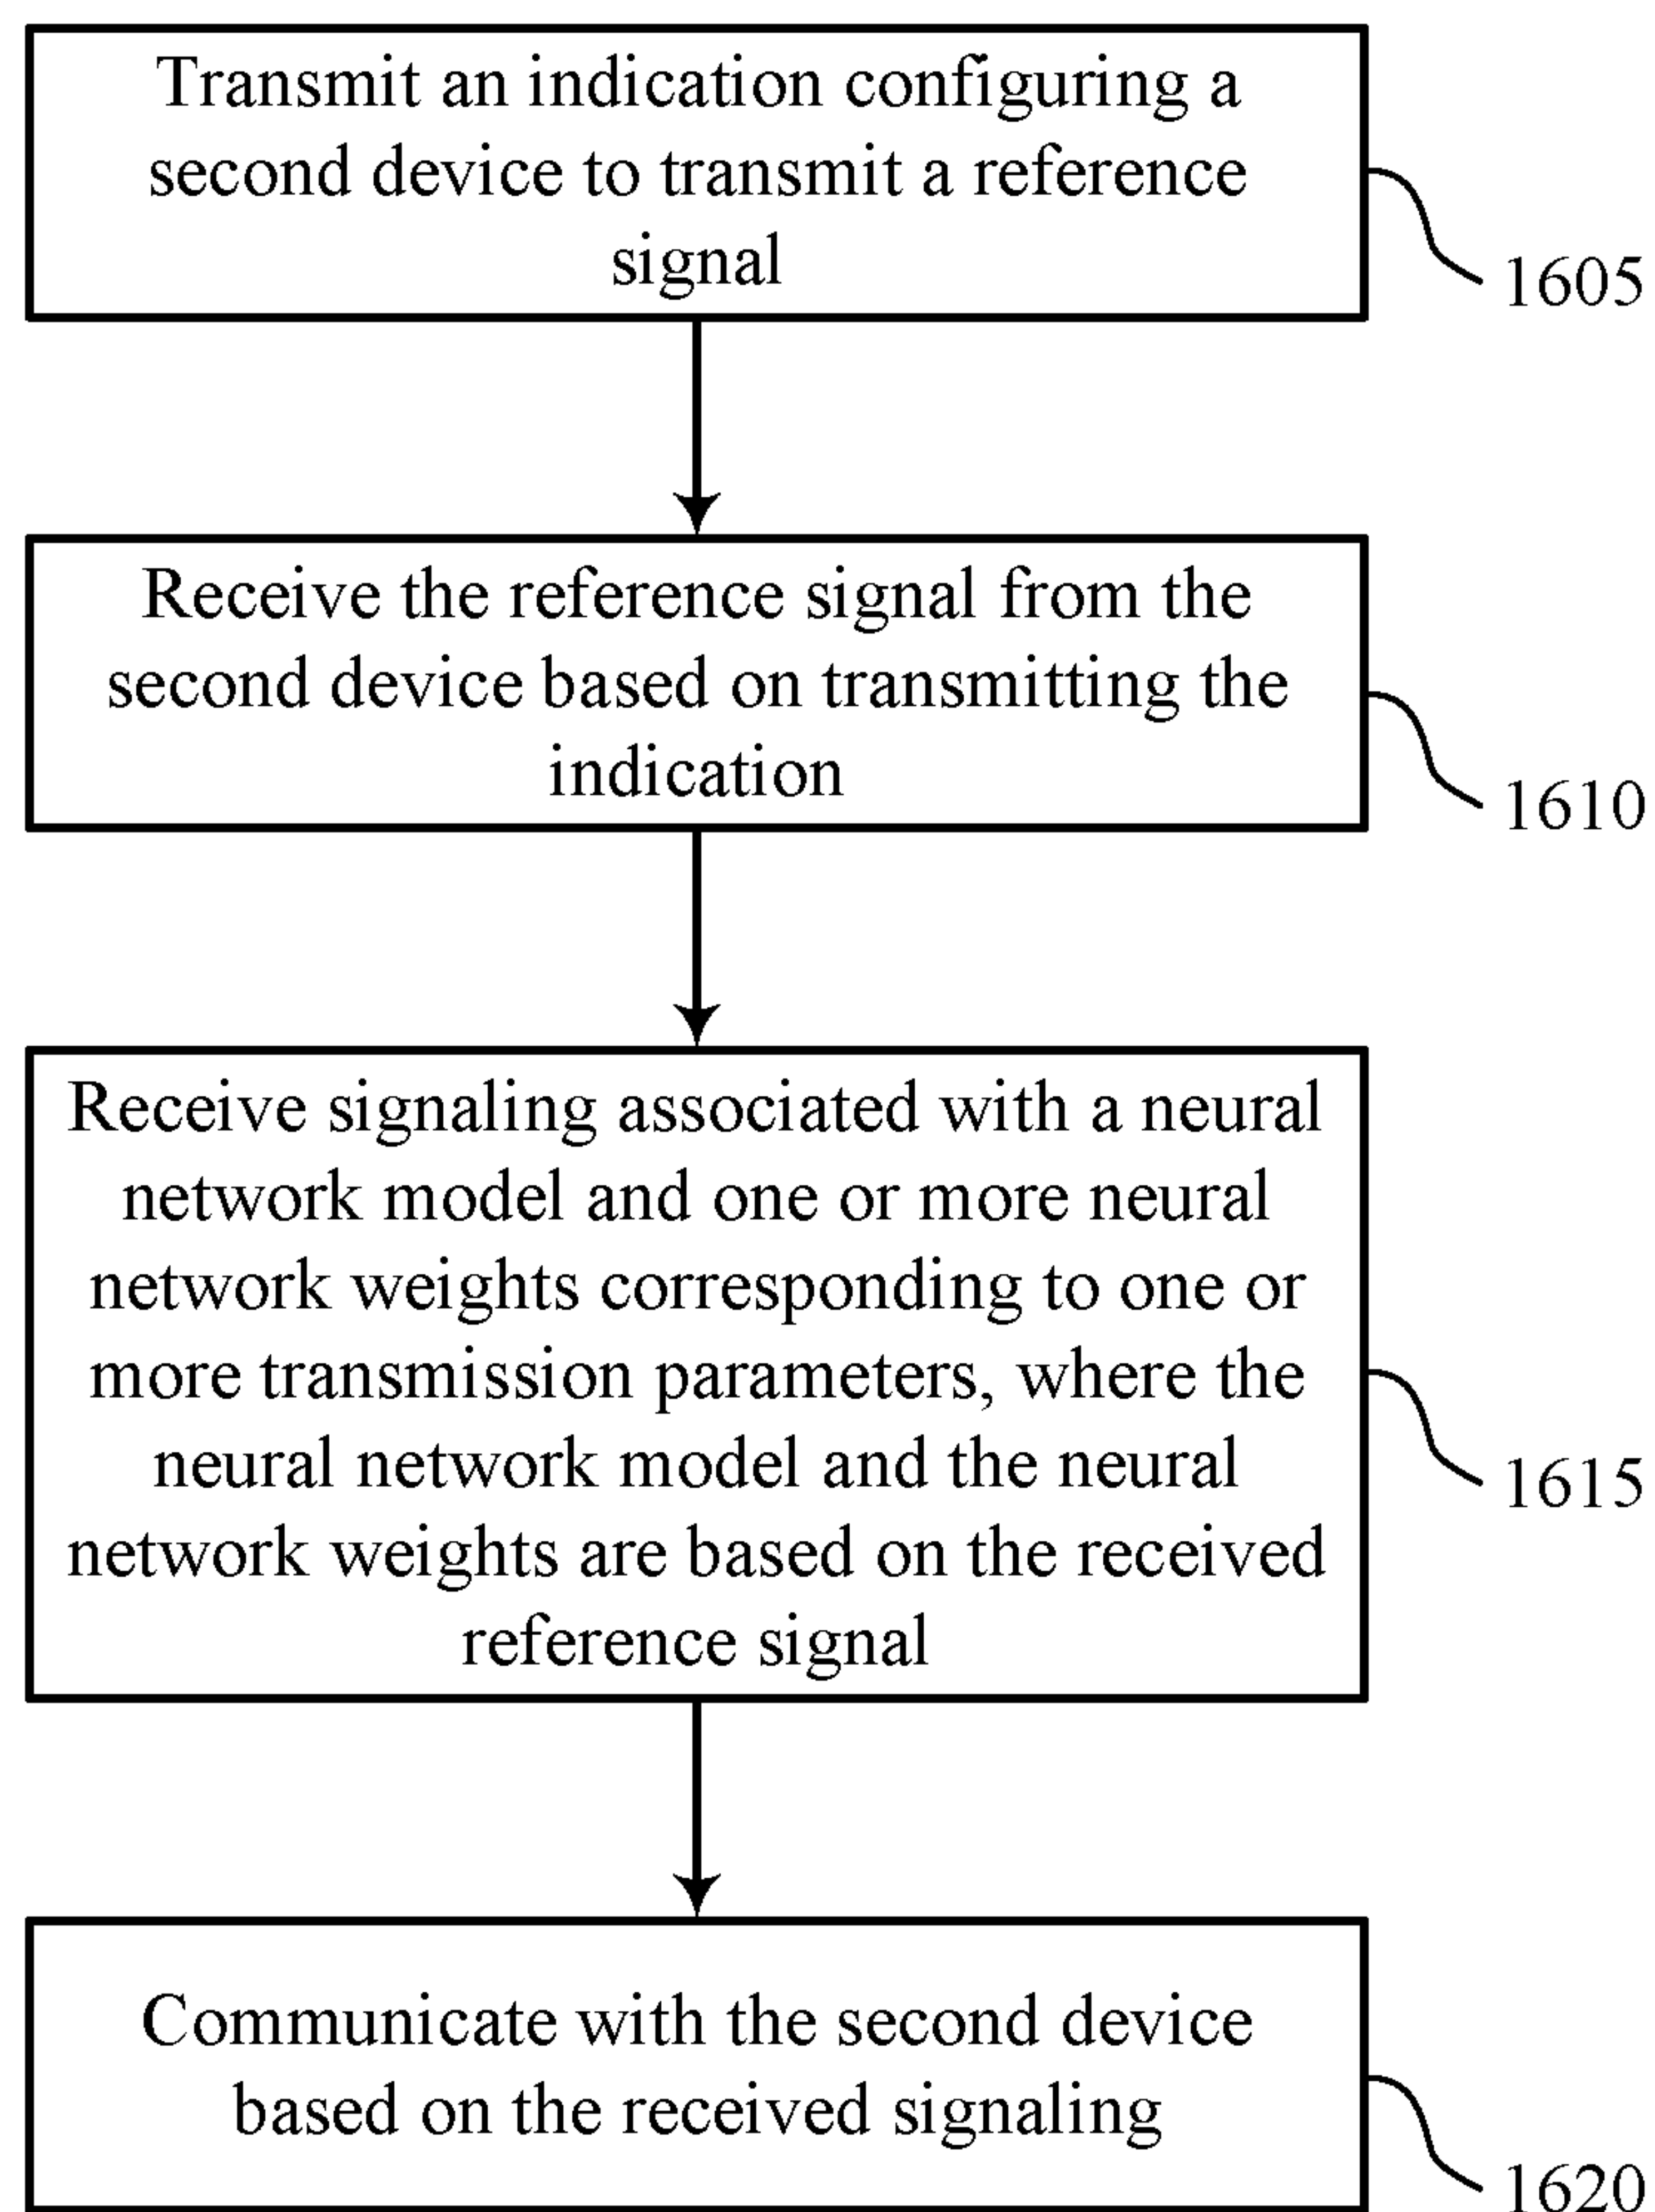 Transmit an indication configuring a
second device to transmit a reference
signal
1605
Receive the reference signal from the
second device based on transmitting the
indication
1610
Receive signaling associated with a neural
network model and one or more neural
network weights corresponding to one or
more transmission parameters, where the
neural network model and the neural
network weights are based on the received
reference signal
1615
Communicate with the second device
based on the received signaling
1620